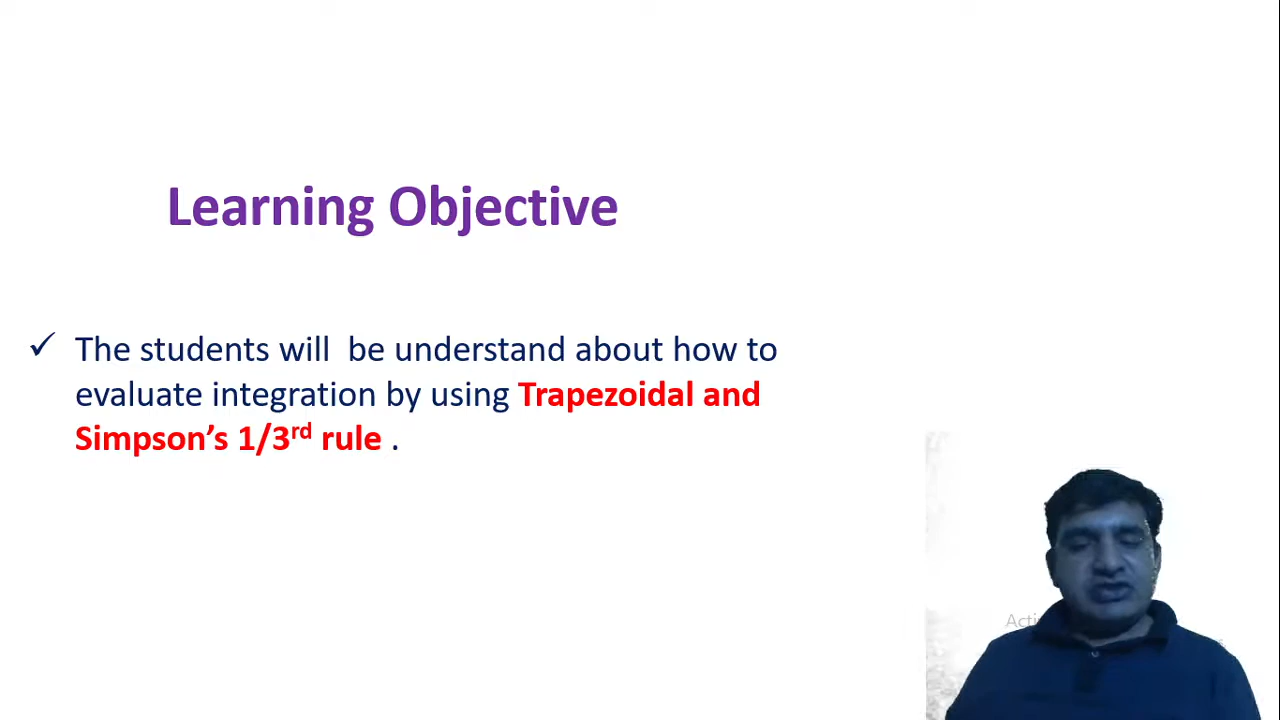 Learning Objective
✓ The students will be understand about how to
evaluate integration by using Trapezoidal and
Simpson's 1/3rd rule .